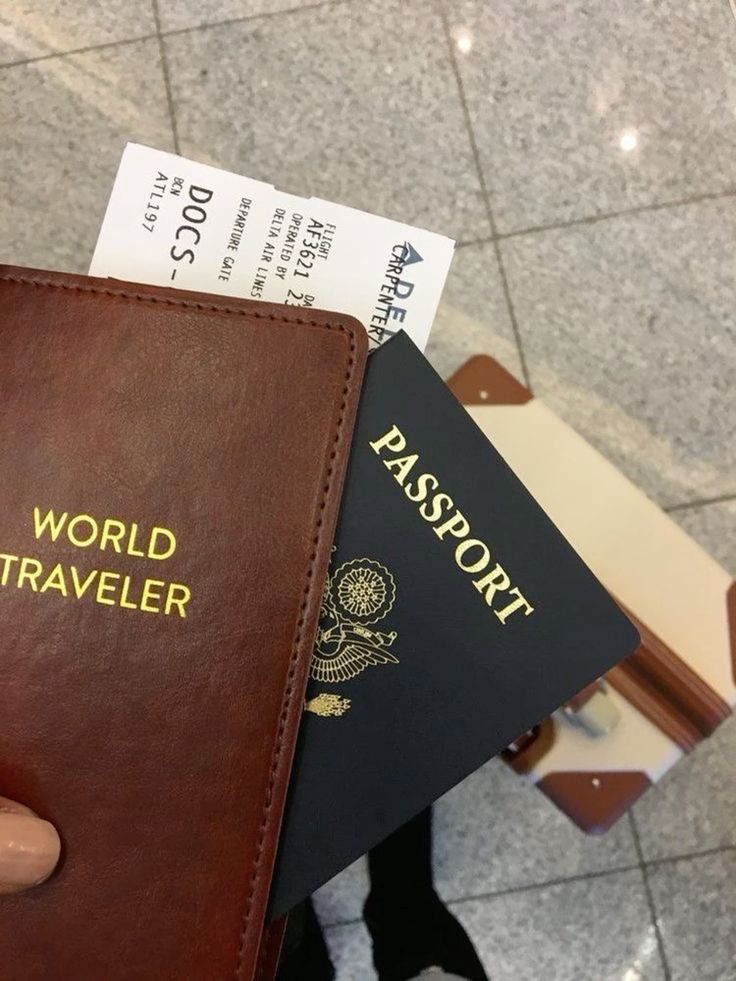 WORLD
TRAVELER
PASSPORT
CARPENTER/
FLIGHT
AF3621
OPERATED BY
DELTA AIR LINES
DEPARTURE GATE
DOCS-
BCN
ATL197